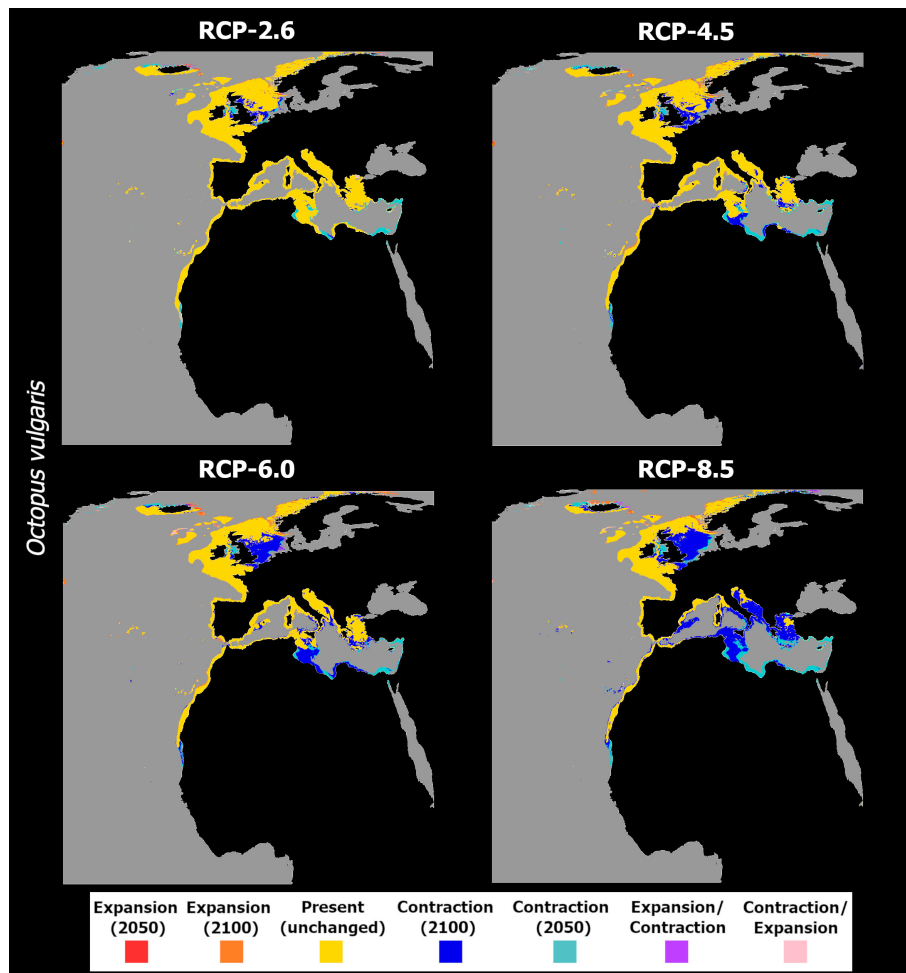 RCP-2.6
RCP-4.5
Octopus vulgaris
RCP-6.0
RCP-8.5
Expansion
(2050)
Expansion
(2100)
Present
(unchanged)
Contraction
(2100)
Contraction
(2050)
Expansion/
Contraction
Contraction/
Expansion